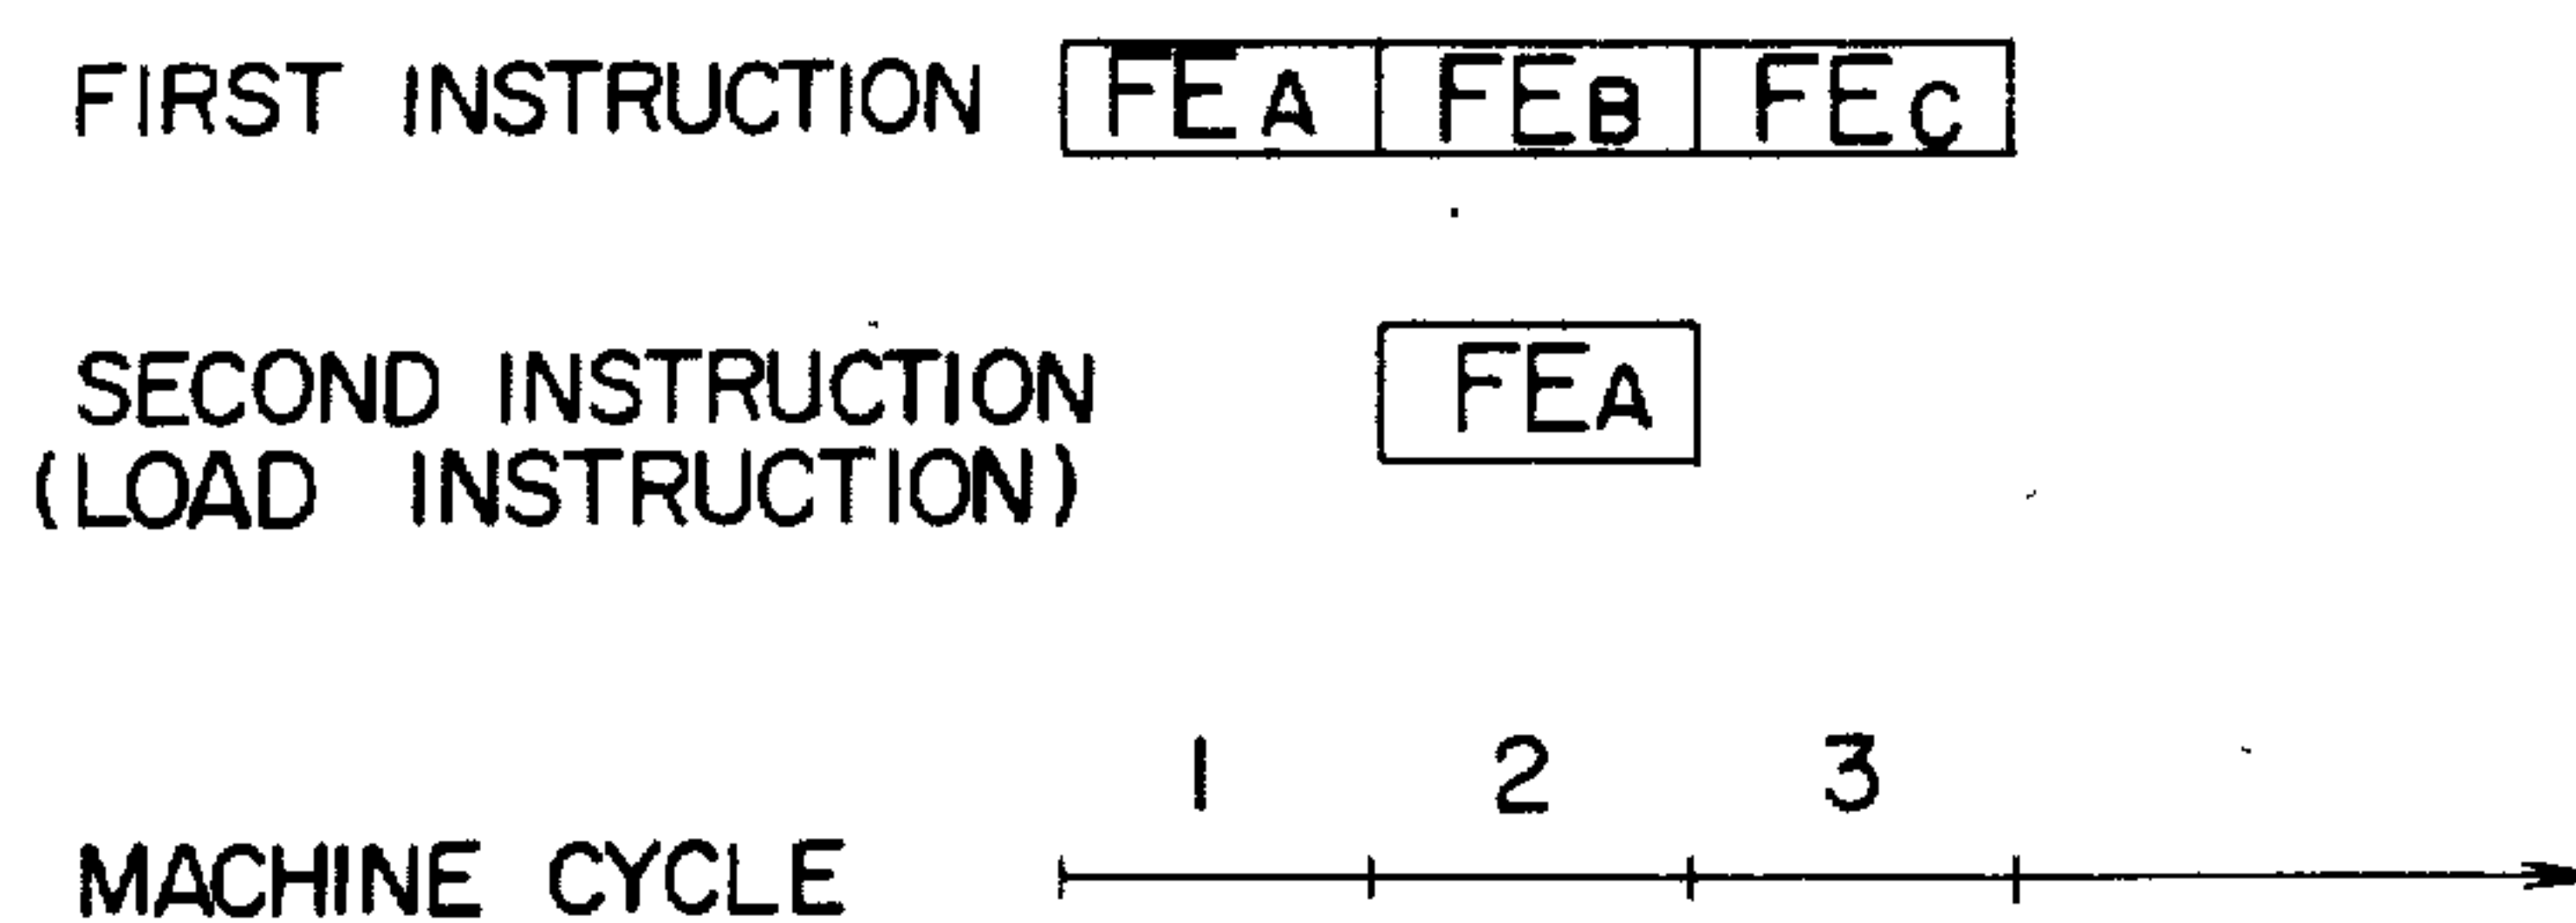 FIRST INSTRUCTION FEA FEB FEC
SECOND INSTRUCTION FEA
(LOAD INSTRUCTION)
1 2 3
MACHINE CYCLE